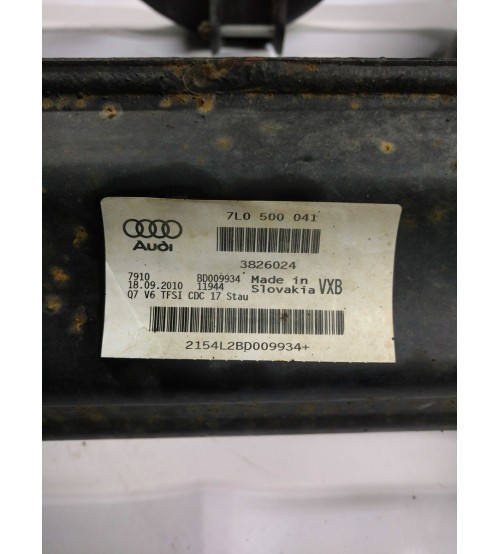 7L0 500 041
Audi
3826024
7910 BD009934 Made in
18.09.2010 11944 Slovakia VXB
Q7 V6 TFSI CDC 17 Stau
2154L2BD009934+